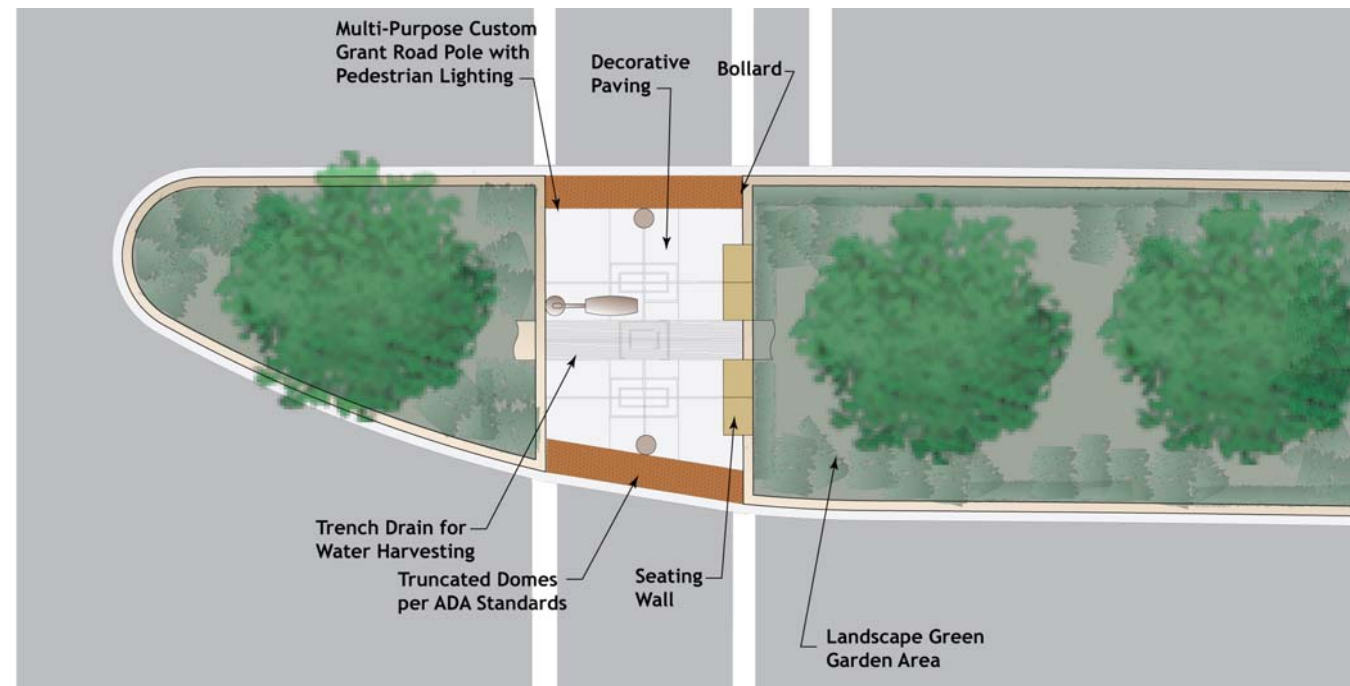 Multi-Purpose Custom
Grant Road Pole with
Pedestrian Lighting
Decorative
Paving
Bollard
Trench Drain for
Water Harvesting
Truncated Domes
per ADA Standards
Seating
Wall
Landscape Green
Garden Area